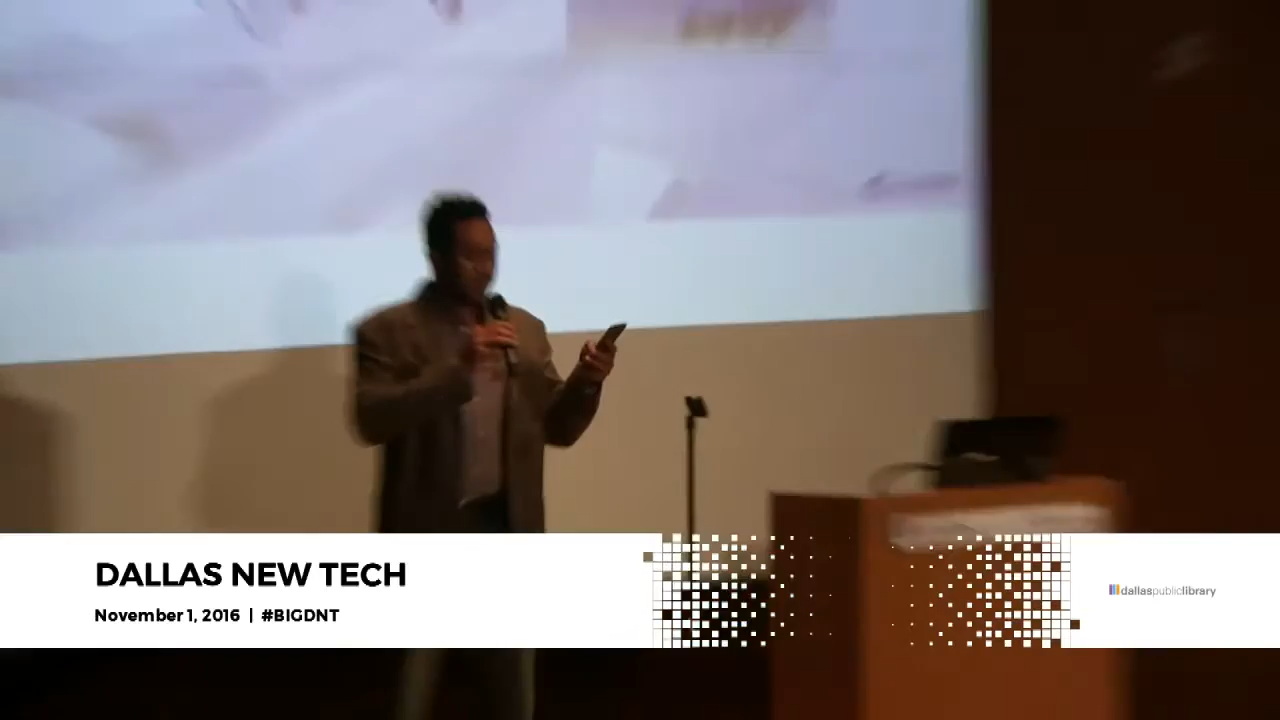 DALLAS NEW TECH
November 1, 2016 | #BIGDNT
dallaspubliclibrary